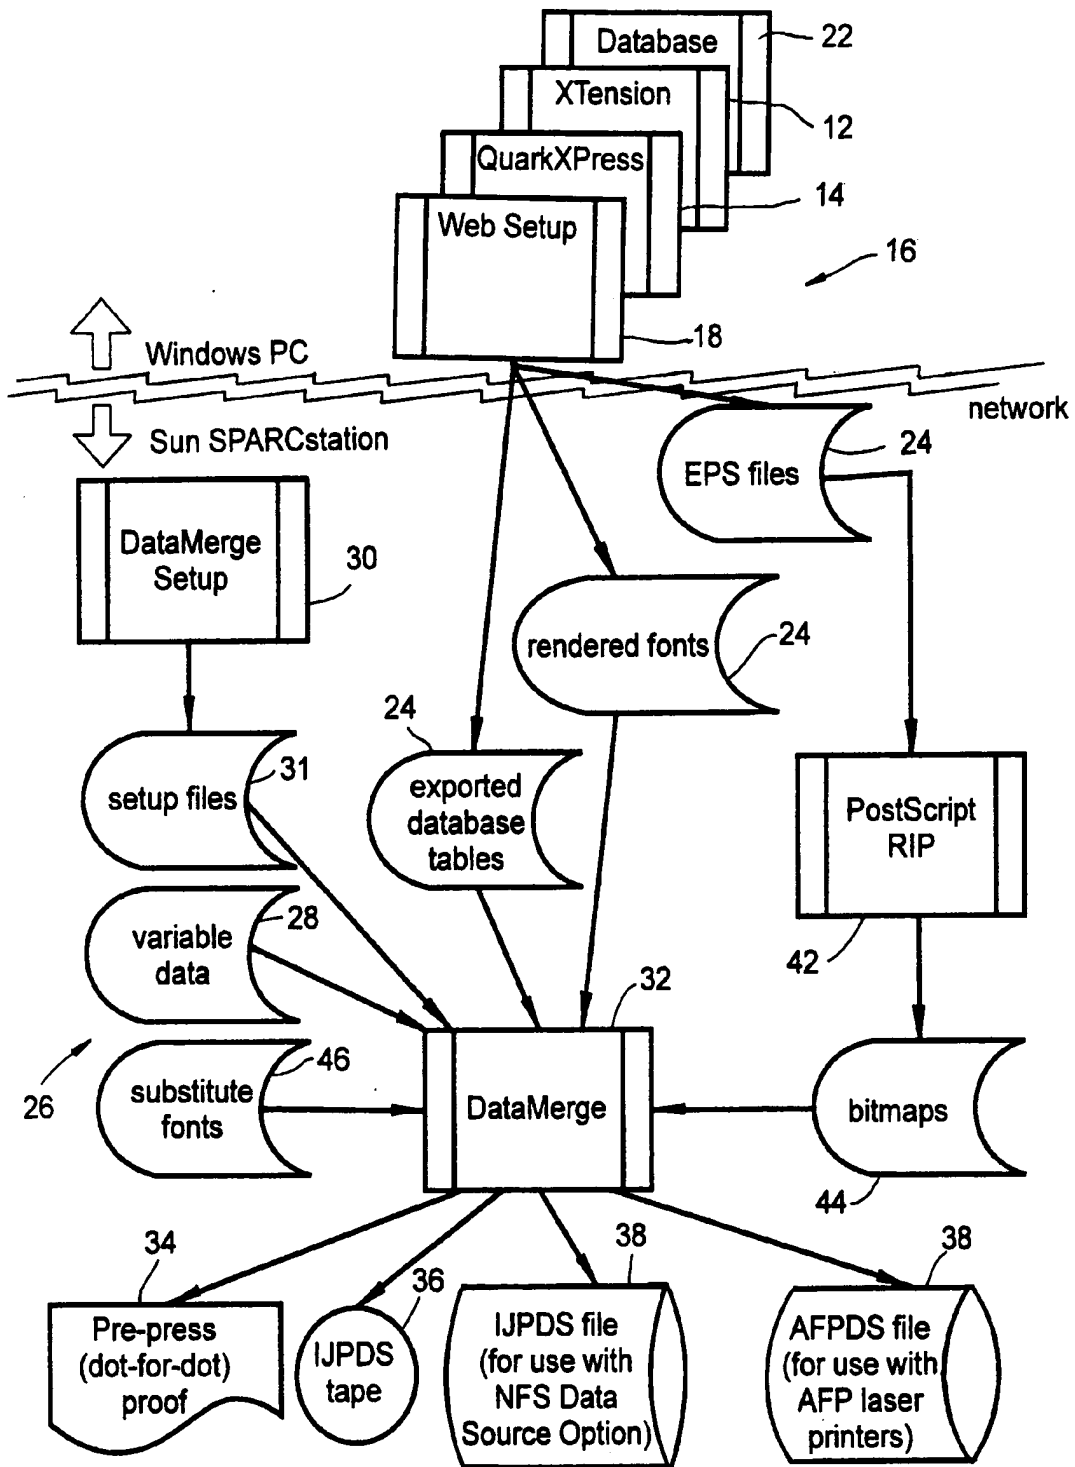 Database
22
XTension
12
QuarkXPress
14
Web Setup
16
18
Windows PC
network
Sun SPARCstation
EPS files
24
DataMerge
Setup
30
rendered fonts
24
24
setup files
31
exported
database
tables
PostScript
RIP
variable
data
28
42
32
substitute
fonts
46
26
DataMerge
bitmaps
44
34
36
38
38
Pre-press
(dot-for-dot)
proof
IJPDS
tape
IJPDS file
(for use with
NFS Data
Source Option)
AFPDS file
(for use with
AFP laser
printers)